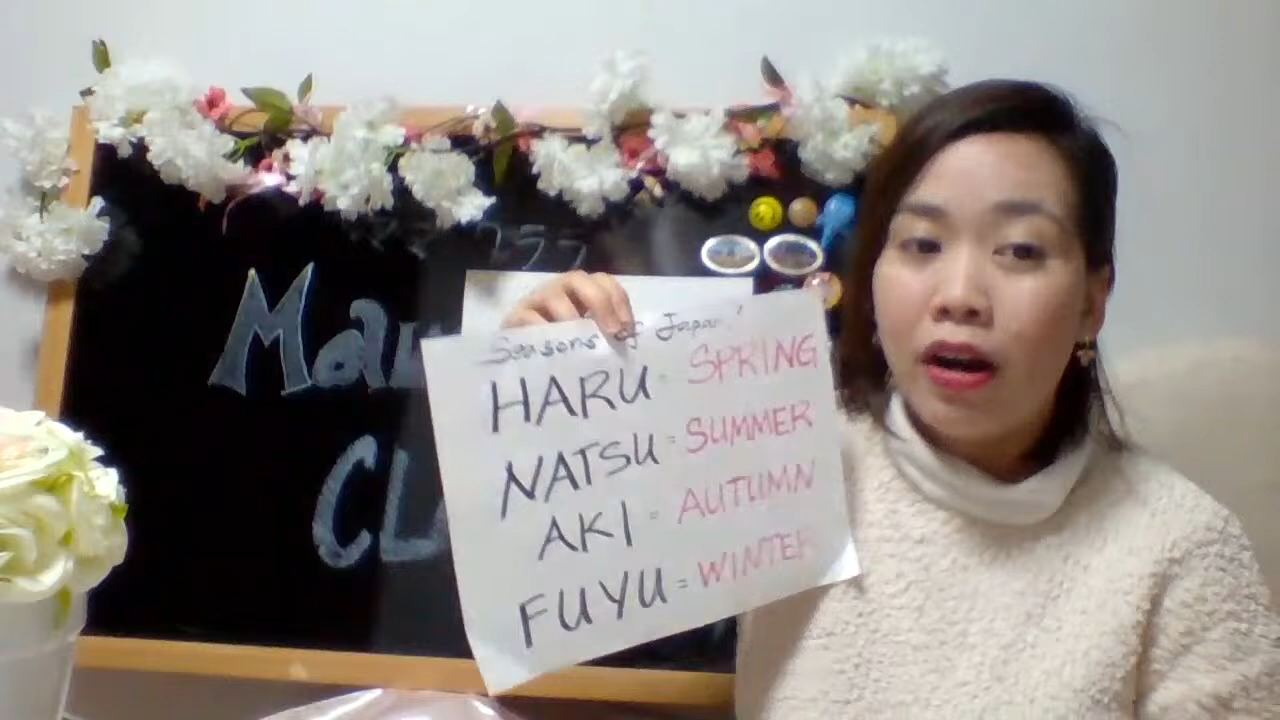 Seasons of Japan!
HARU = SPRING
NATSU = SUMMER
AKI = AUTUMN
FUYU = WINTER